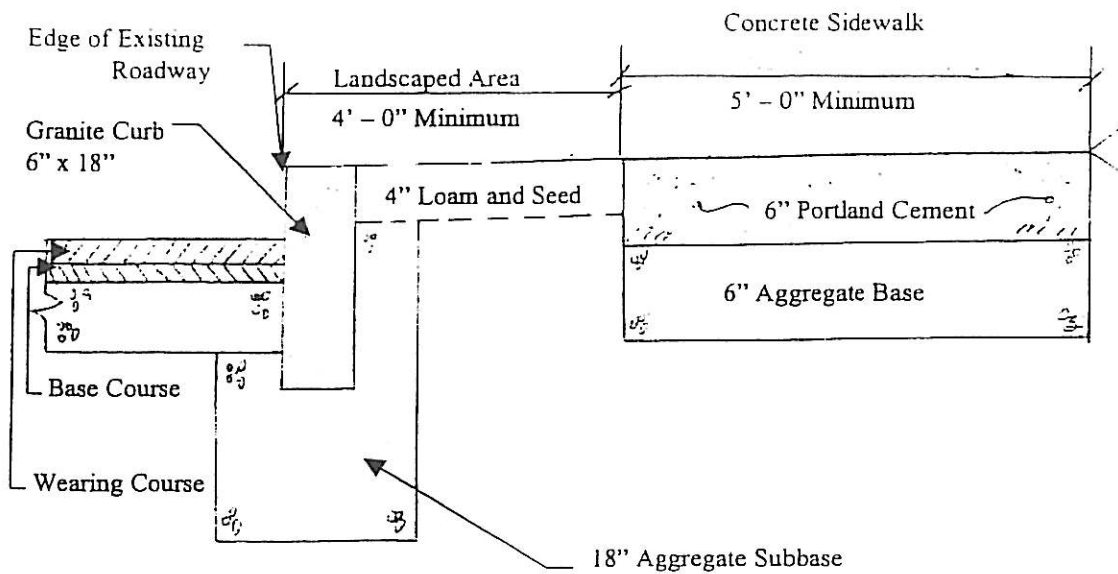 Concrete Sidewalk
Edge of Existing
Roadway
Landscaped Area
5’ – 0” Minimum
4’ – 0” Minimum
Granite Curb
6” x 18”
4” Loam and Seed
6” Portland Cement
6” Aggregate Base
Base Course
Wearing Course
18” Aggregate Subbase